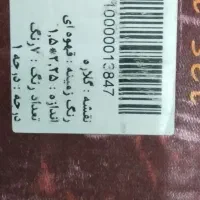 10000013847
نقشه : گلاره
رنگ زمینه : قهوه ای
اندازه : ۲,۲۵*۱,۵
تعداد رنگ : ۷ رنگ
درجه : درجه ۱